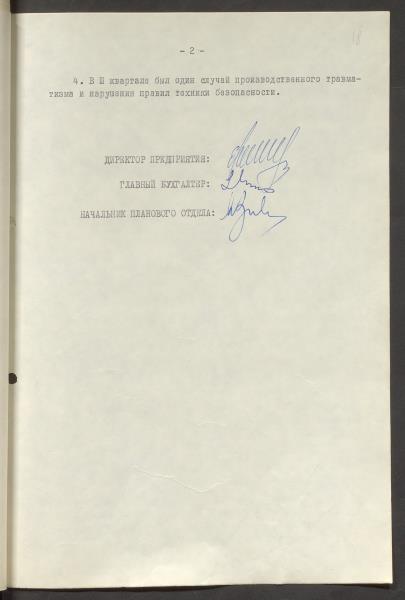 - 2 -
4. В Ш квартале был один случай производственного травма-
тизма и нарушения правил техники безопасности.
ДИРЕКТОР ПРЕДПРИЯТИЯ:
ГЛАВНЫЙ БУХГАЛТЕР:
НАЧАЛЬНИК ПЛАНОВОГО ОТДЕЛА: